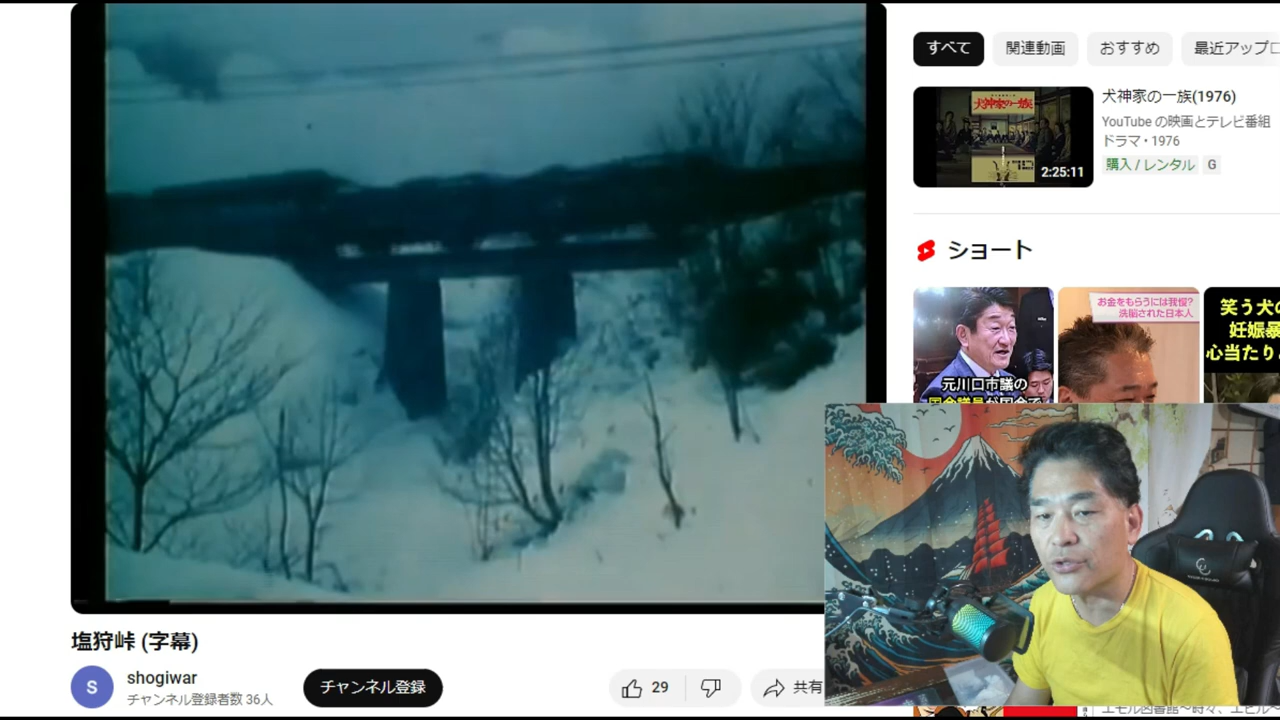 すべて
関連動画
おすすめ
最近アップロ
犬神家の一族
犬神家の一族(1976)
YouTube の映画とテレビ番組
ドラマ・1976
購入 / レンタル
G
2:25:11
ショート
元川口市議の
お金をもらうには我慢?
洗脳された日本人
笑う犬の
妊娠暴
心当たり
塩狩峠 (字幕)
S
shogiwar
チャンネル登録者数 36人
チャンネル登録
29
共有